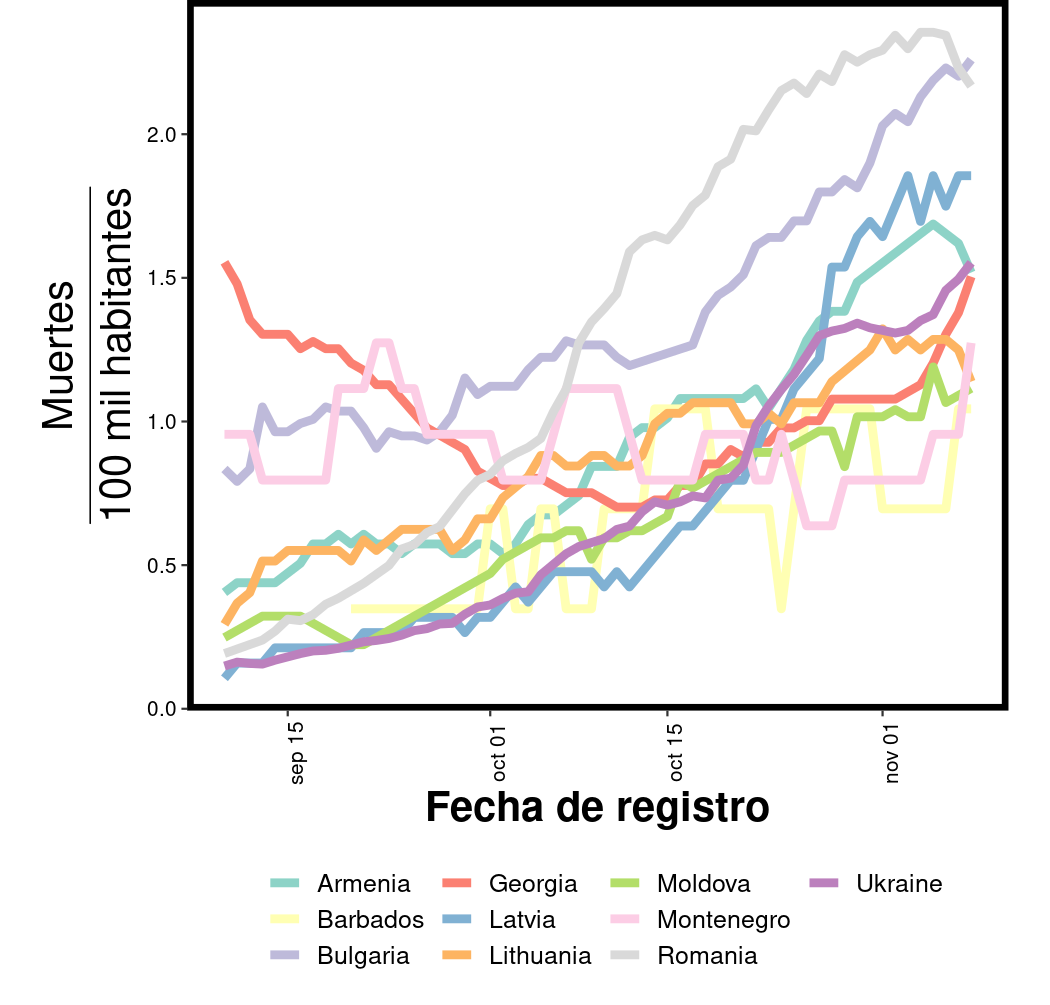 Muertes
100 mil habitantes
2.0
1.5
1.0
0.5
0.0
sep 15 oct 01 oct 15 nov 01
Fecha de registro
Armenia Georgia Moldova Ukraine
Barbados Latvia Montenegro
Bulgaria Lithuania Romania